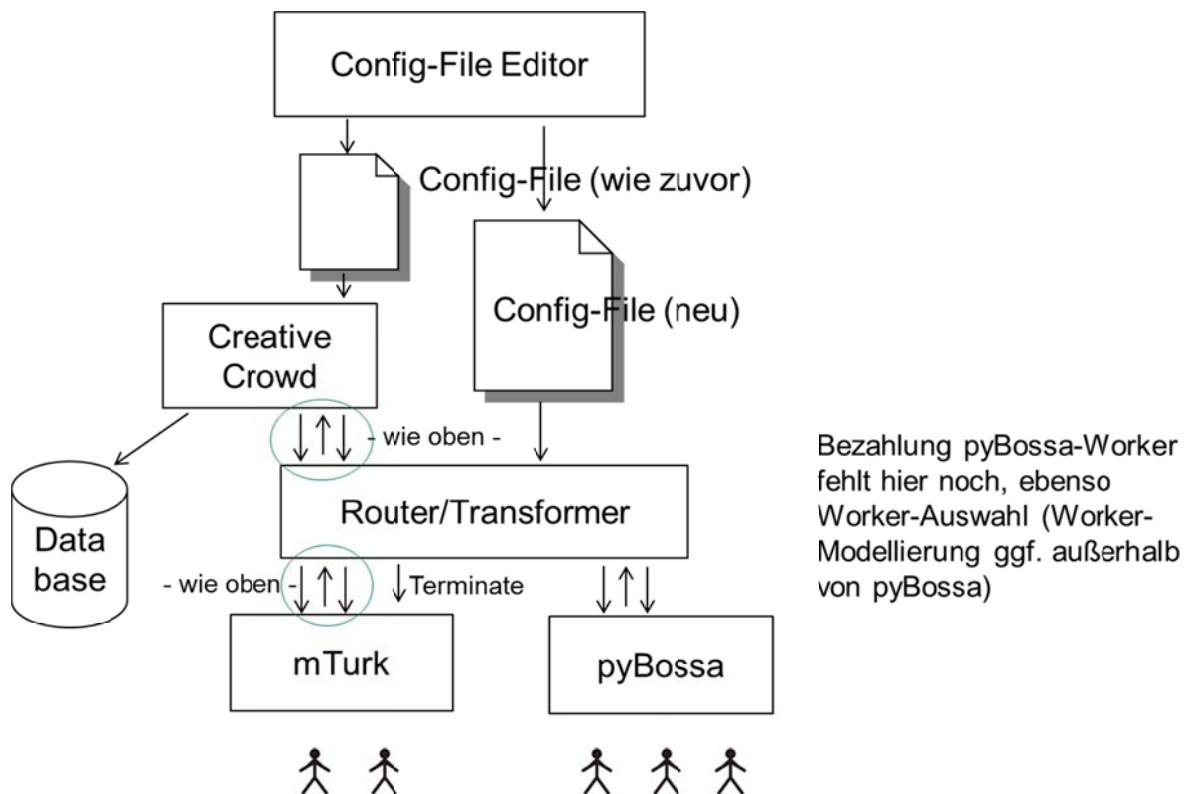 Config-File Editor
Config-File (wie zuvor)
Config-File (neu)
Creative
Crowd
- wie oben -
Router/Transformer
Data
base
- wie oben -
Terminate
mTurk
pyBossa
Bezahlung pyBossa-Worker
fehlt hier noch, ebenso
Worker-Auswahl (Worker-
Modellierung ggf. außerhalb
von pyBossa)